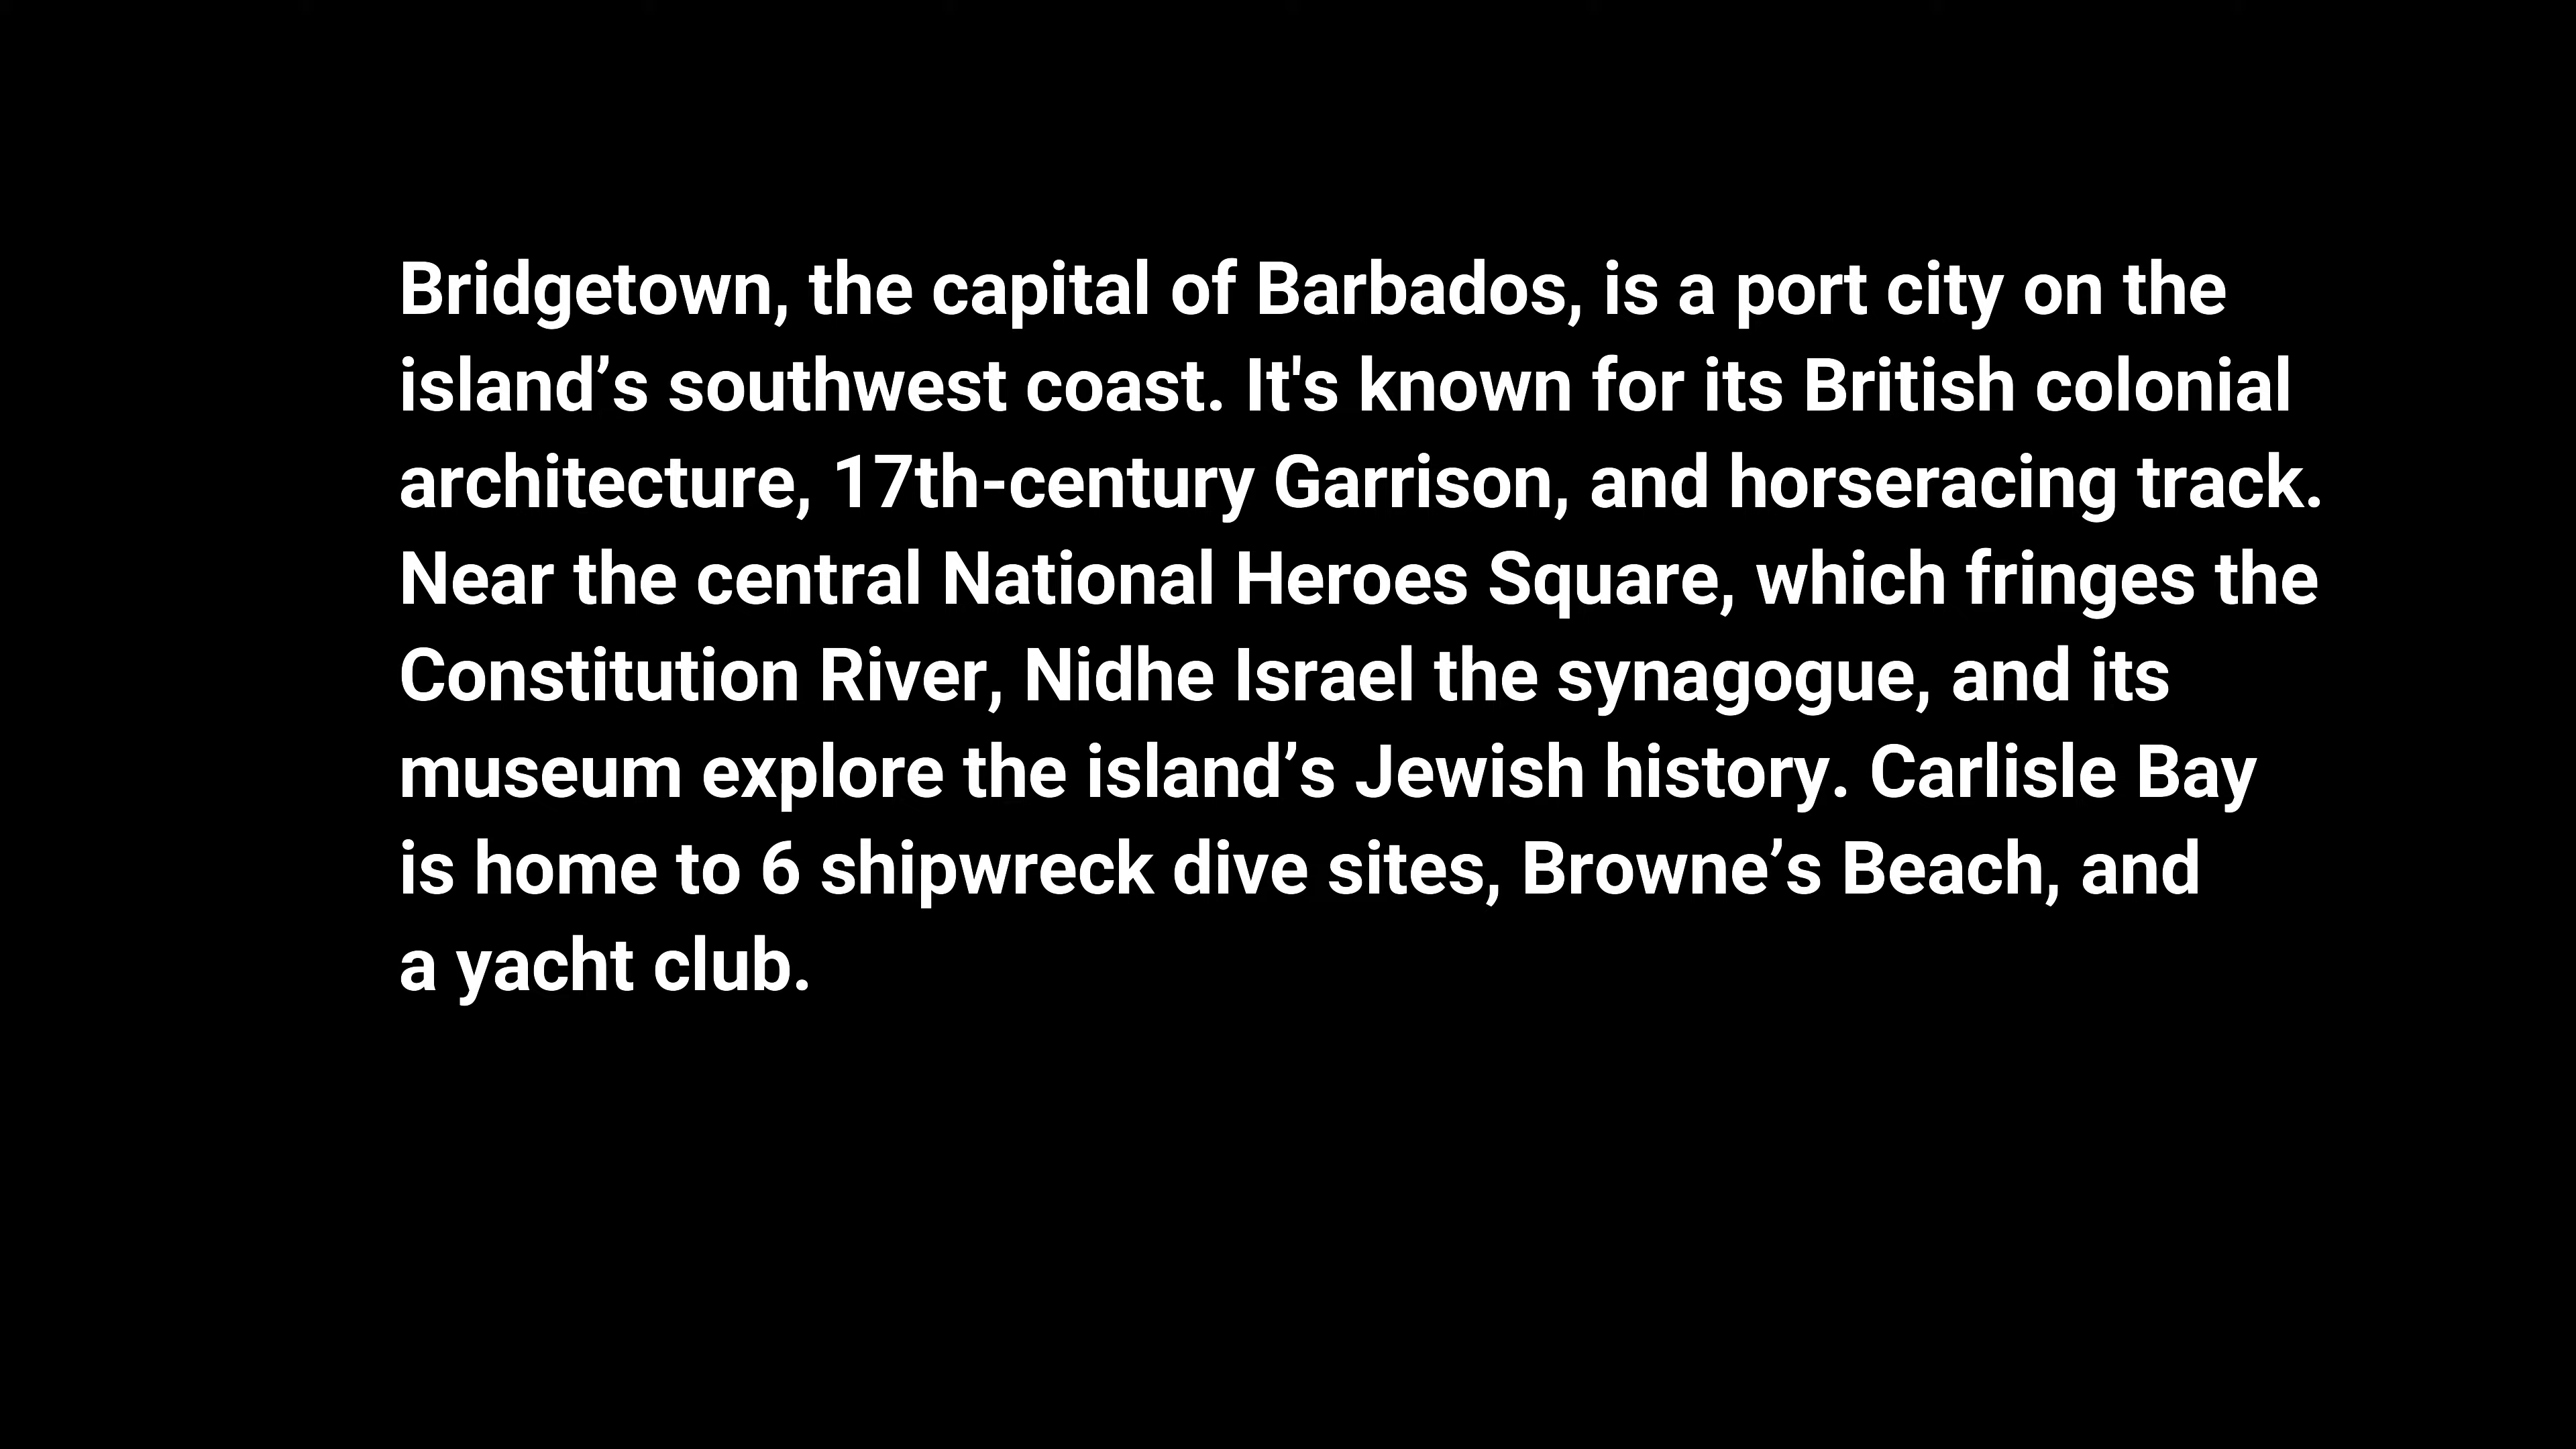 Bridgetown, the capital of Barbados, is a port city on the
island’s southwest coast. It's known for its British colonial
architecture, 17th-century Garrison, and horseracing track.
Near the central National Heroes Square, which fringes the
Constitution River, Nidhe Israel the synagogue, and its
museum explore the island’s Jewish history. Carlisle Bay
is home to 6 shipwreck dive sites, Browne’s Beach, and
a yacht club.